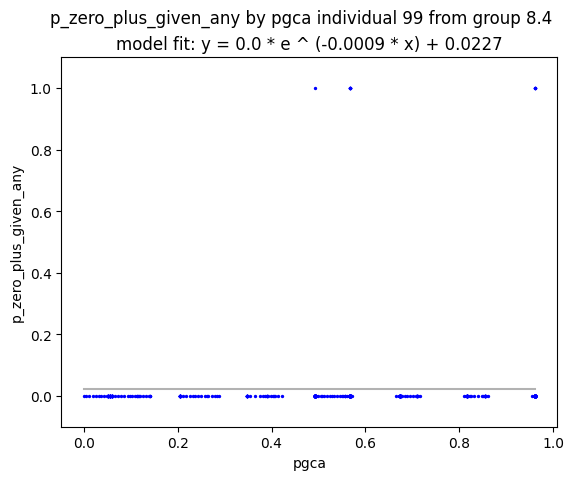 p_zero_plus_given_any by pgca individual 99 from group 8.4
model fit: y = 0.0 * e ^ (-0.0009 * x) + 0.0227
1.0
0.8
0.6
0.4
0.2
0.0
p_zero_plus_given_any
0.0 0.2 0.4 0.6 0.8 1.0
pgca